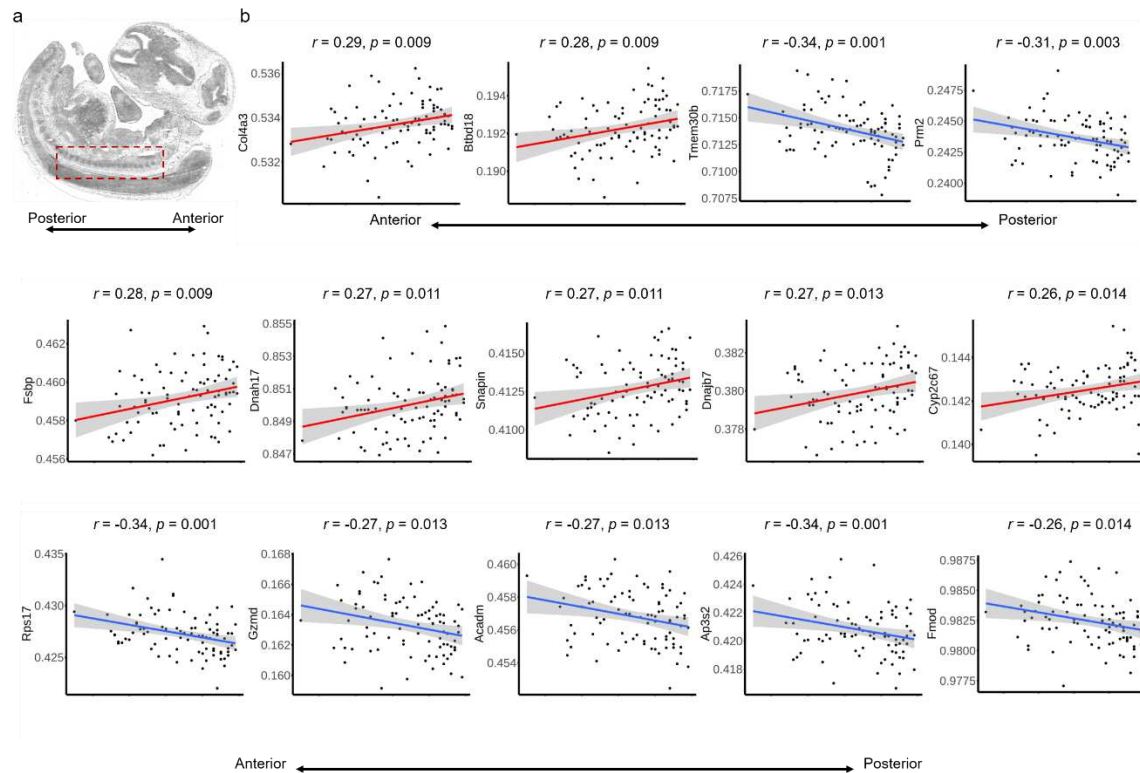 a
b
Posterior Anterior
r = 0.29, p = 0.009
Col4a3
0.536
0.534
0.532
r = 0.28, p = 0.009
Btbd18
0.194
0.192
0.190
r = -0.34, p = 0.001
Tmem30b
0.7175
0.7150
0.7125
0.7100
0.7075
r = -0.31, p = 0.003
Prm2
0.2475
0.2450
0.2425
0.2400
Anterior Posterior
r = 0.28, p = 0.009
Fsbp
0.462
0.460
0.458
0.456
r = 0.27, p = 0.011
Dnah17
0.855
0.853
0.851
0.849
0.847
r = 0.27, p = 0.011
Snapin
0.4150
0.4125
0.4100
r = 0.27, p = 0.013
Dnajb7
0.382
0.380
0.378
r = 0.26, p = 0.014
Cyp2c67
0.144
0.142
0.140
r = -0.34, p = 0.001
Rps17
0.435
0.430
0.425
r = -0.27, p = 0.013
Gzmd
0.168
0.166
0.164
0.162
0.160
r = -0.27, p = 0.013
Acadm
0.460
0.458
0.456
0.454
r = -0.34, p = 0.001
Ap3s2
0.426
0.424
0.422
0.420
0.418
r = -0.26, p = 0.014
Fmod
0.9875
0.9850
0.9825
0.9800
0.9775
Anterior Posterior